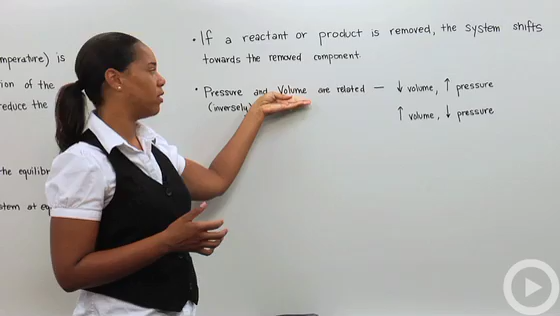 temperature) is
ion of the
reduce the
the equilibr
stem at eq
• If a reactant or product is removed, the system shifts
towards the removed component.
• Pressure and Volume are related — ↓ volume, ↑ pressure
(inversely) ↑ volume, ↓ pressure